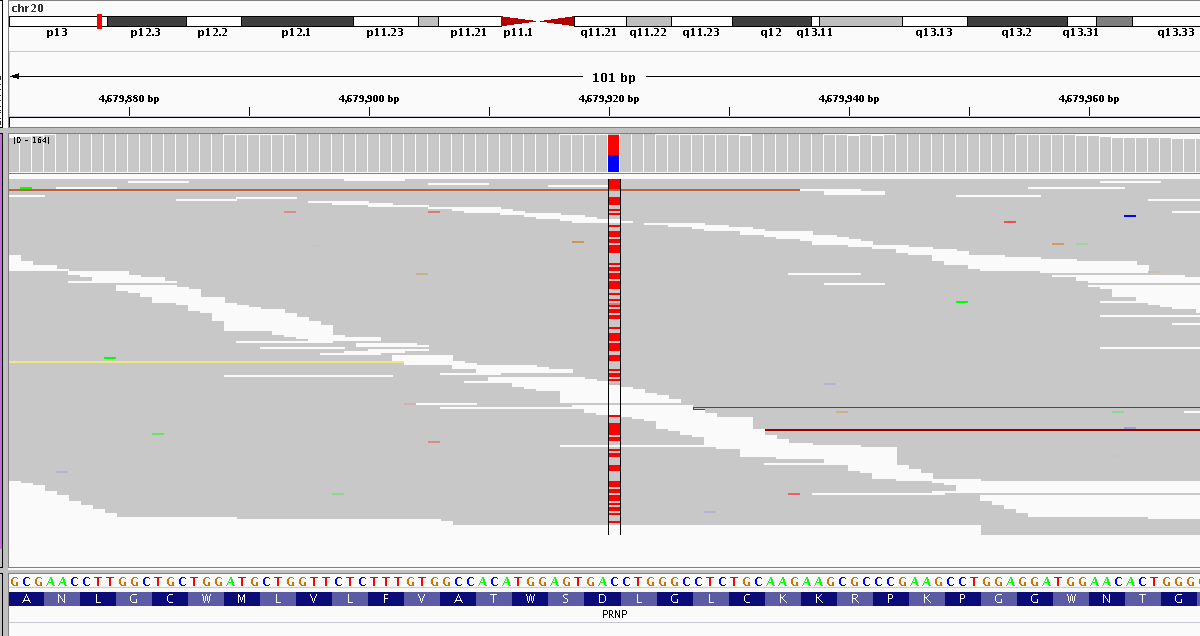 chr20
p13 p12.3 p12.2 p12.1 p11.23 p11.21 p11.1 q11.21 q11.22 q11.23 q12 q13.11 q13.13 q13.2 q13.31 q13.33
101 bp
4,679,880 bp 4,679,900 bp 4,679,920 bp 4,679,940 bp 4,679,960 bp
[0 - 164]
GCGAACCTTGGCTGCTGGATGCTGGTTCTCTTTGTGGCCACATGGAGTGACCTGGGCCTCTGCAAGAAGCGCCCGAAGCCTGGAGGATGGAACACTGGG
A N L G C W M L V L F V A T W S D L G L C K K R P K P G G W N T G
PRNP